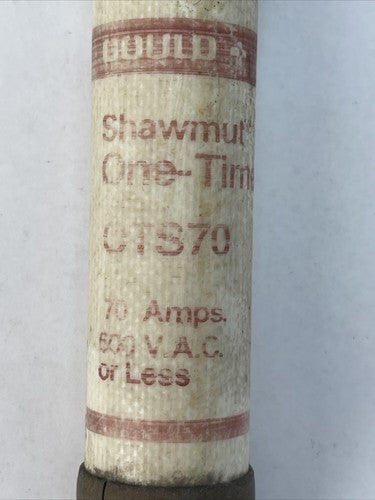 GOULD
Shawmut
One-Time
OTS70
70 Amps.
600 V.A.C.
or Less